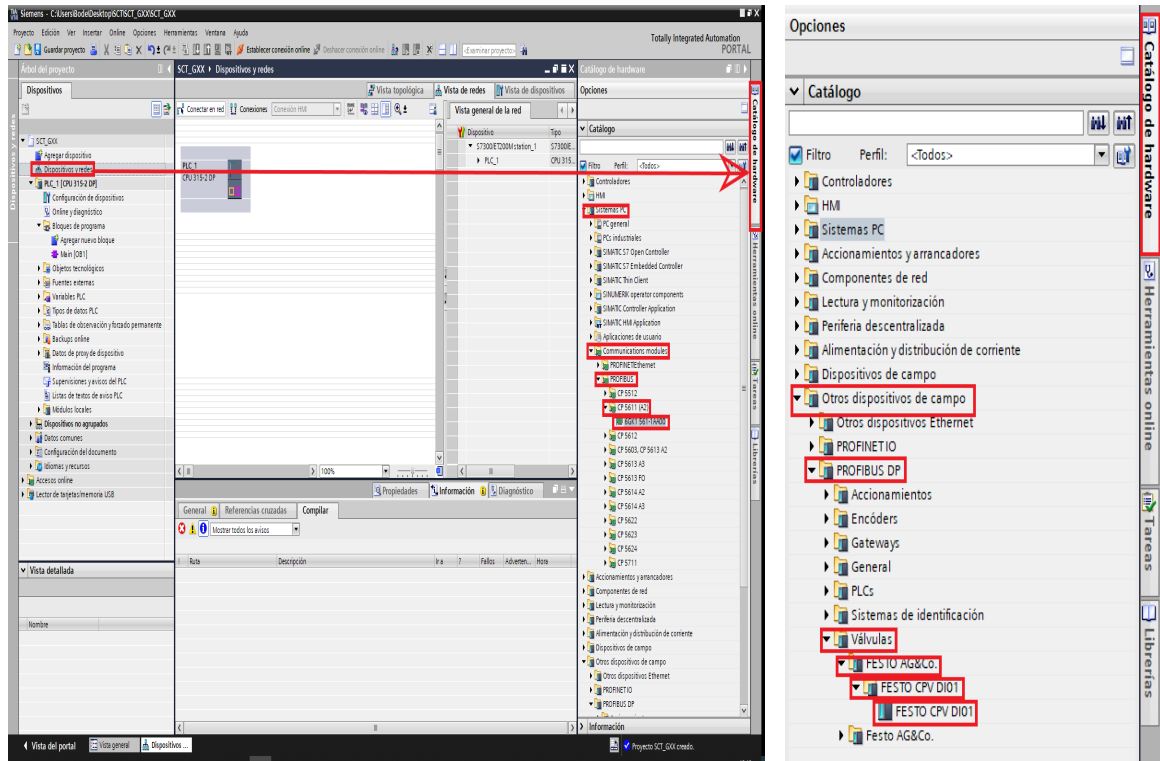 Siemens - C:\Users\Bode\Desktop\SCT\SCT_GXX\SCT_GXX
Proyecto Edición Ver Insertar Online Opciones Herramientas Ventana Ayuda
Guardar proyecto Establecer conexión online Deshacer conexión online <Examinar proyecto>
Totally Integrated Automation
PORTAL
Árbol del proyecto
Dispositivos
Dispositivos y redes
SCT_GXX
Agregar dispositivo
Dispositivos y redes
PLC_1 [CPU 315-2 DP]
Configuración de dispositivos
Online y diagnóstico
Bloques de programa
Agregar nuevo bloque
Main [OB1]
Objetos tecnológicos
Fuentes externas
Variables PLC
Tipos de datos PLC
Tablas de observación y forzado permanente
Backups online
Datos de proxy de dispositivo
Información del programa
Supervisiones y avisos del PLC
Listas de textos de aviso PLC
Módulos locales
Dispositivos no agrupados
Datos comunes
Configuración del documento
Idiomas y recursos
Accesos online
Lector de tarjetas/memoria USB
Vista detallada
Nombre
SCT_GXX Dispositivos y redes
Vista topológica Vista de redes Vista de dispositivos
Conectar en red Conexiones Conexión HMI
Vista general de la red
Dispositivo Tipo
S7300/ET200M station_1 S7300/E...
PLC_1 CPU 315...
PLC_1
CPU 315-2 DP
100%
Propiedades Información Diagnóstico
General Referencias cruzadas Compilar
Mostrar todos los avisos
! Ruta Descripción Ir a ? Fallos Adverten... Hora
Catálogo de hardware
Opciones
Catálogo
Filtro Perfil: <Todos>
Controladores
HMI
Sistemas PC
PC general
PCs industriales
SIMATIC S7 Open Controller
SIMATIC S7 Embedded Controller
SIMATIC Thin Client
SINUMERIK operator components
SIMATIC Controller Application
SIMATIC HMI Application
Aplicaciones de usuario
Communications modules
PROFINET/Ethernet
PROFIBUS
CP 5512
CP 5611 (A2)
6GK1 561-1AA00
CP 5612
CP 5603, CP 5613 A2
CP 5613 A3
CP 5613 FO
CP 5614 A2
CP 5614 A3
CP 5622
CP 5623
CP 5624
CP 5711
Accionamientos y arrancadores
Componentes de red
Lectura y monitorización
Periferia descentralizada
Alimentación y distribución de corriente
Dispositivos de campo
Otros dispositivos de campo
Otros dispositivos Ethernet
PROFINET IO
PROFIBUS DP
Información
Catálogo de hardware
Herramientas online
Tareas
Librerías
Vista del portal Vista general Dispositivos ...
Proyecto SCT_GXX creado.
Opciones
Catálogo
Filtro Perfil: <Todos>
Controladores
HMI
Sistemas PC
Accionamientos y arrancadores
Componentes de red
Lectura y monitorización
Periferia descentralizada
Alimentación y distribución de corriente
Dispositivos de campo
Otros dispositivos de campo
Otros dispositivos Ethernet
PROFINET IO
PROFIBUS DP
Accionamientos
Encóders
Gateways
General
PLCs
Sistemas de identificación
Válvulas
FESTO AG&Co.
FESTO CPV DI01
FESTO CPV DI01
Festo AG&Co.
Catálogo de hardware
Herramientas online
Tareas
Librerías